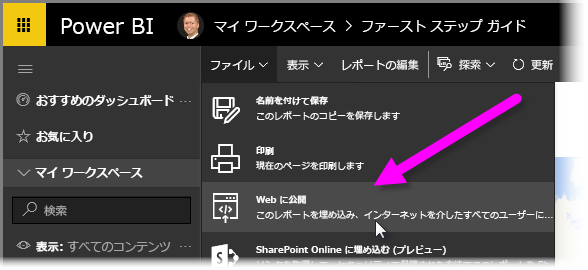 Power BI マイ ワークスペース > ファースト ステップ ガイド
ファイル 表示 レポートの編集 探索 更新
おすすめのダッシュボード ...
お気に入り
マイ ワークスペース
検索
表示: すべてのコンテンツ
名前を付けて保存
このレポートのコピーを保存します
印刷
現在のページを印刷します
Web に公開
このレポートを埋め込み、インターネットを介したすべてのユーザーに...
SharePoint Online に埋め込む (プレビュー)